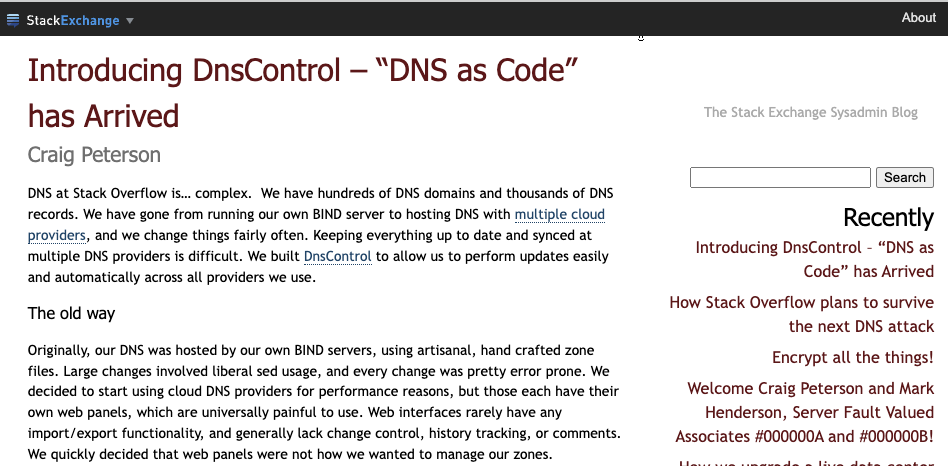 StackExchange
About
Introducing DnsControl – “DNS as Code”
has Arrived
Craig Peterson
DNS at Stack Overflow is… complex.  We have hundreds of DNS domains and thousands of DNS
records. We have gone from running our own BIND server to hosting DNS with multiple cloud
providers, and we change things fairly often. Keeping everything up to date and synced at
multiple DNS providers is difficult. We built DnsControl to allow us to perform updates easily
and automatically across all providers we use.
The old way
Originally, our DNS was hosted by our own BIND servers, using artisanal, hand crafted zone
files. Large changes involved liberal sed usage, and every change was pretty error prone. We
decided to start using cloud DNS providers for performance reasons, but those each have their
own web panels, which are universally painful to use. Web interfaces rarely have any
import/export functionality, and generally lack change control, history tracking, or comments.
We quickly decided that web panels were not how we wanted to manage our zones.
The Stack Exchange Sysadmin Blog
Search
Recently
Introducing DnsControl – “DNS as
Code” has Arrived
How Stack Overflow plans to survive
the next DNS attack
Encrypt all the things!
Welcome Craig Peterson and Mark
Henderson, Server Fault Valued
Associates #000000A and #000000B!
How we upgrade a live data center